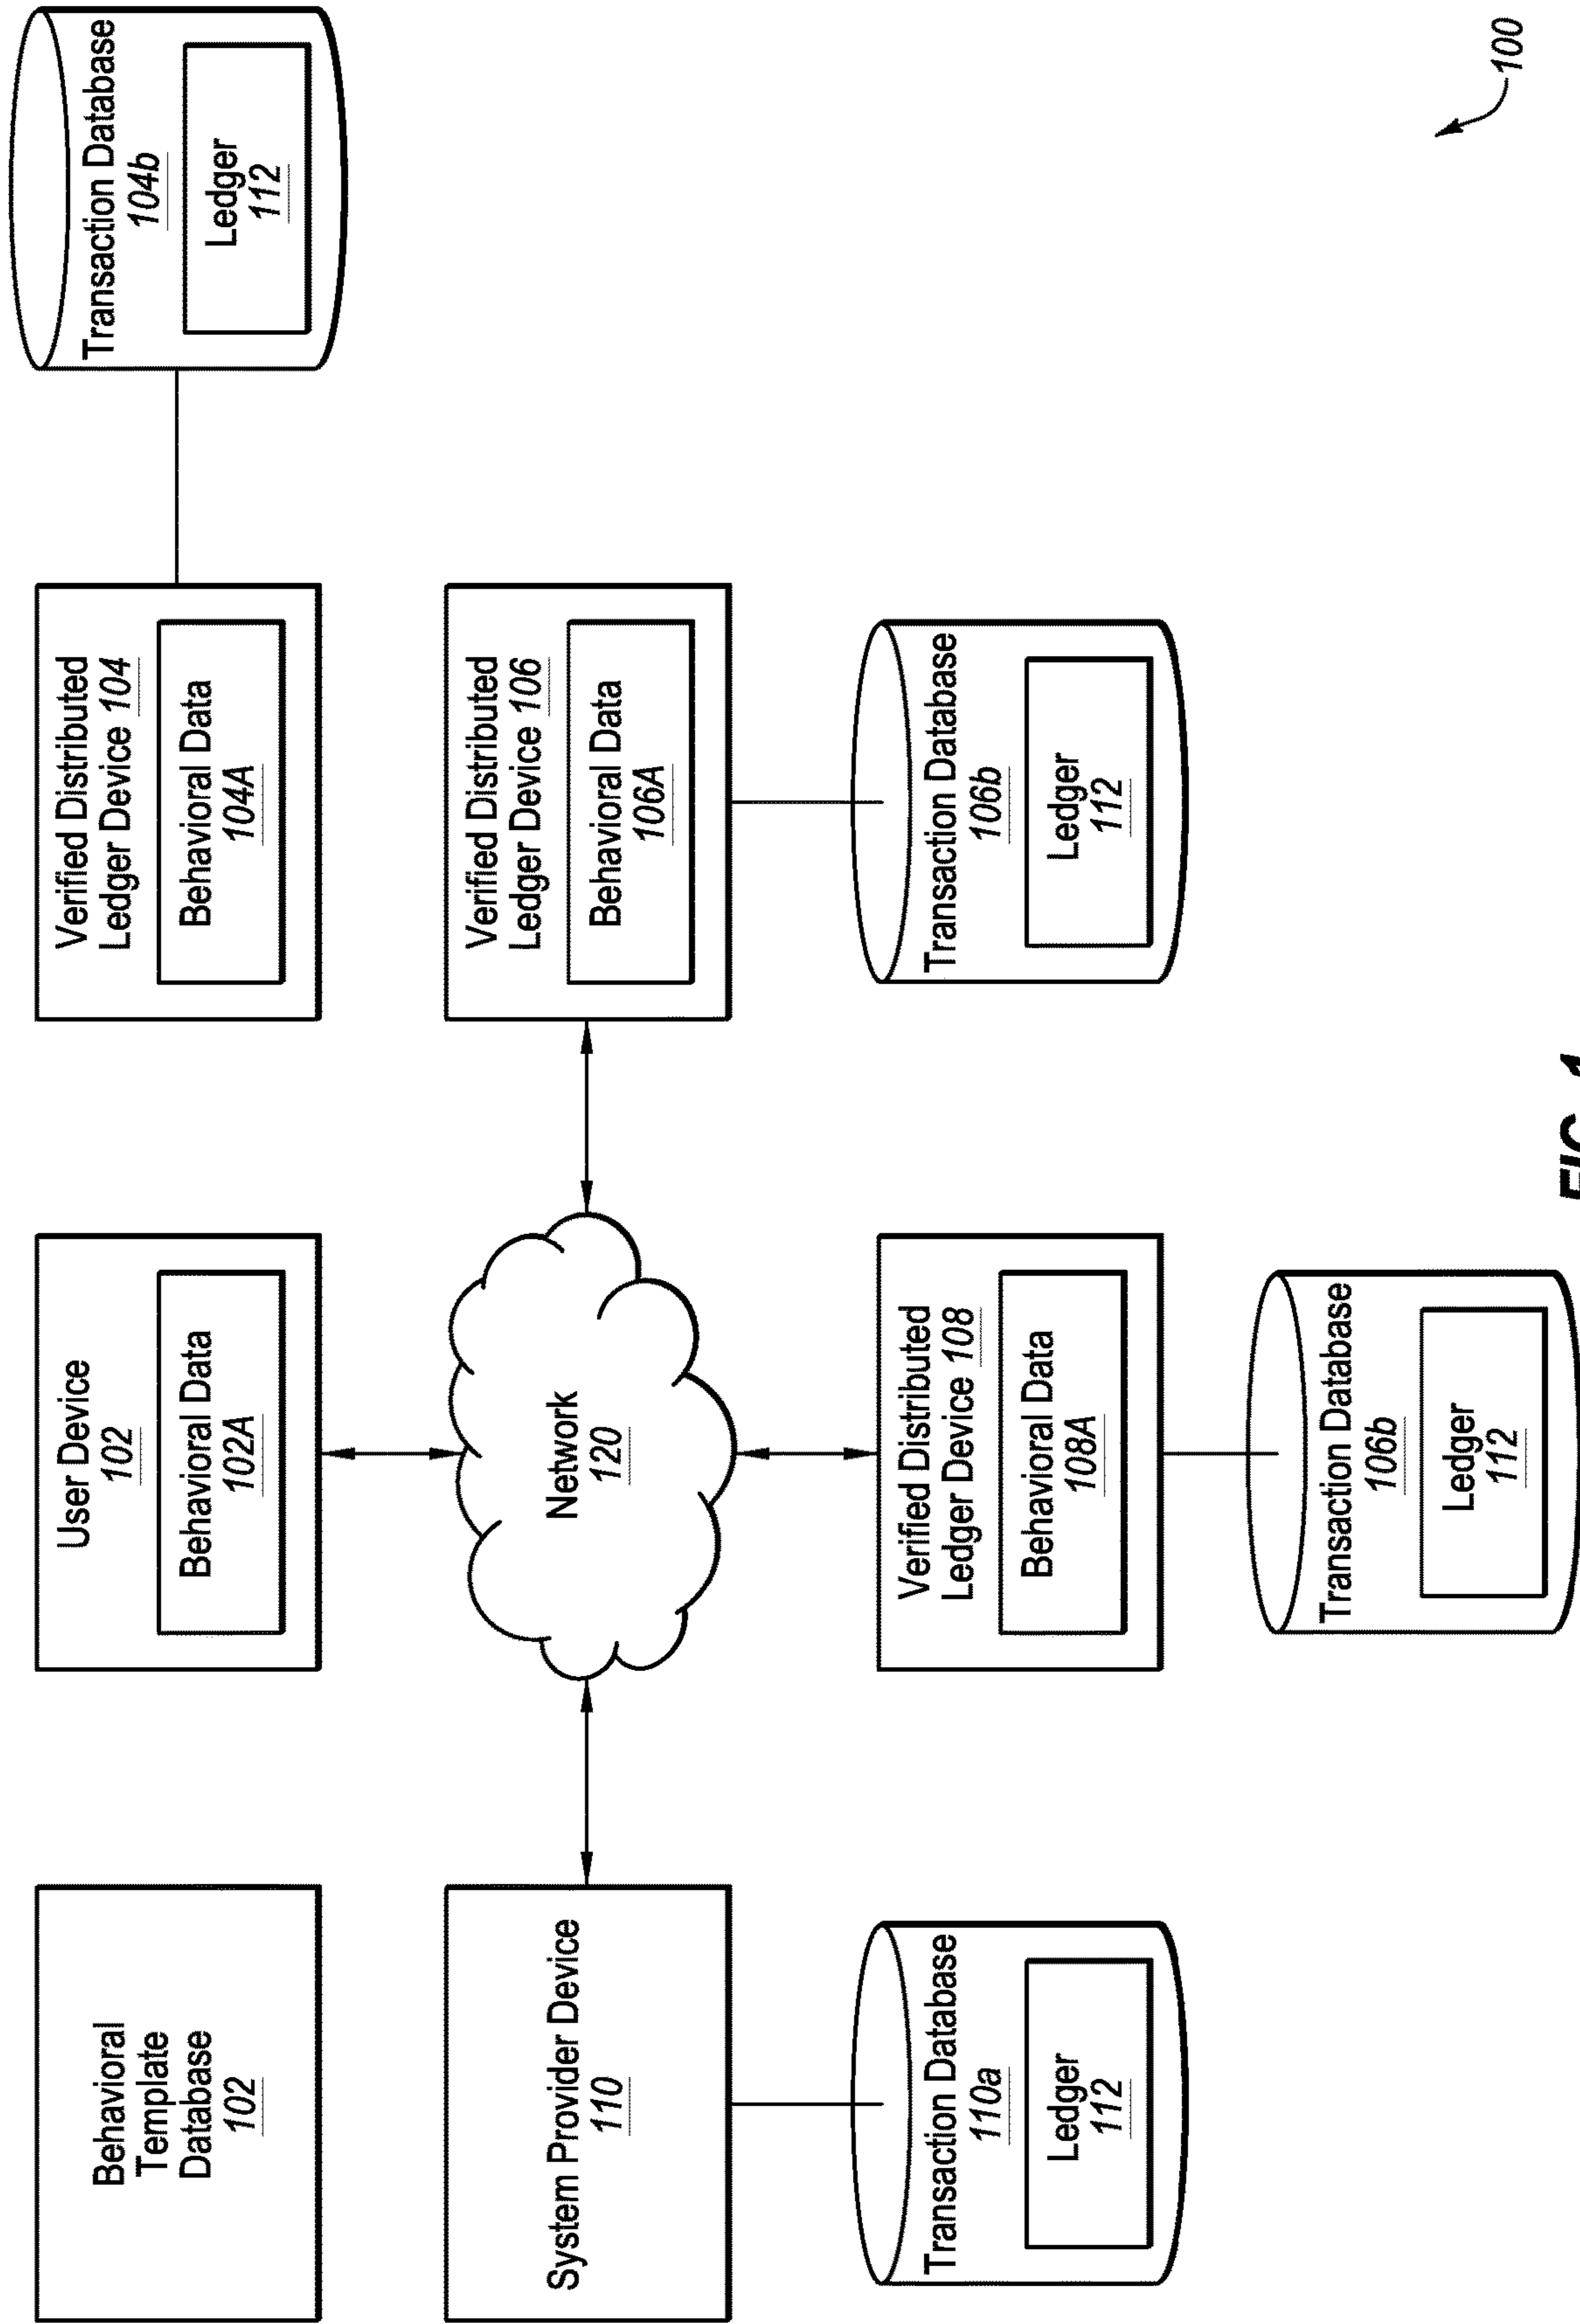 Behavioral
Template
Database
102
User Device
102
Behavioral Data
102A
Verified Distributed
Ledger Device 104
Behavioral Data
104A
Transaction Database
104b
Ledger
112
System Provider Device
110
Network
120
Verified Distributed
Ledger Device 106
Behavioral Data
106A
Transaction Database
110a
Ledger
112
Verified Distributed
Ledger Device 108
Behavioral Data
108A
Transaction Database
106b
Ledger
112
Transaction Database
106b
Ledger
112
100
FIG. 1